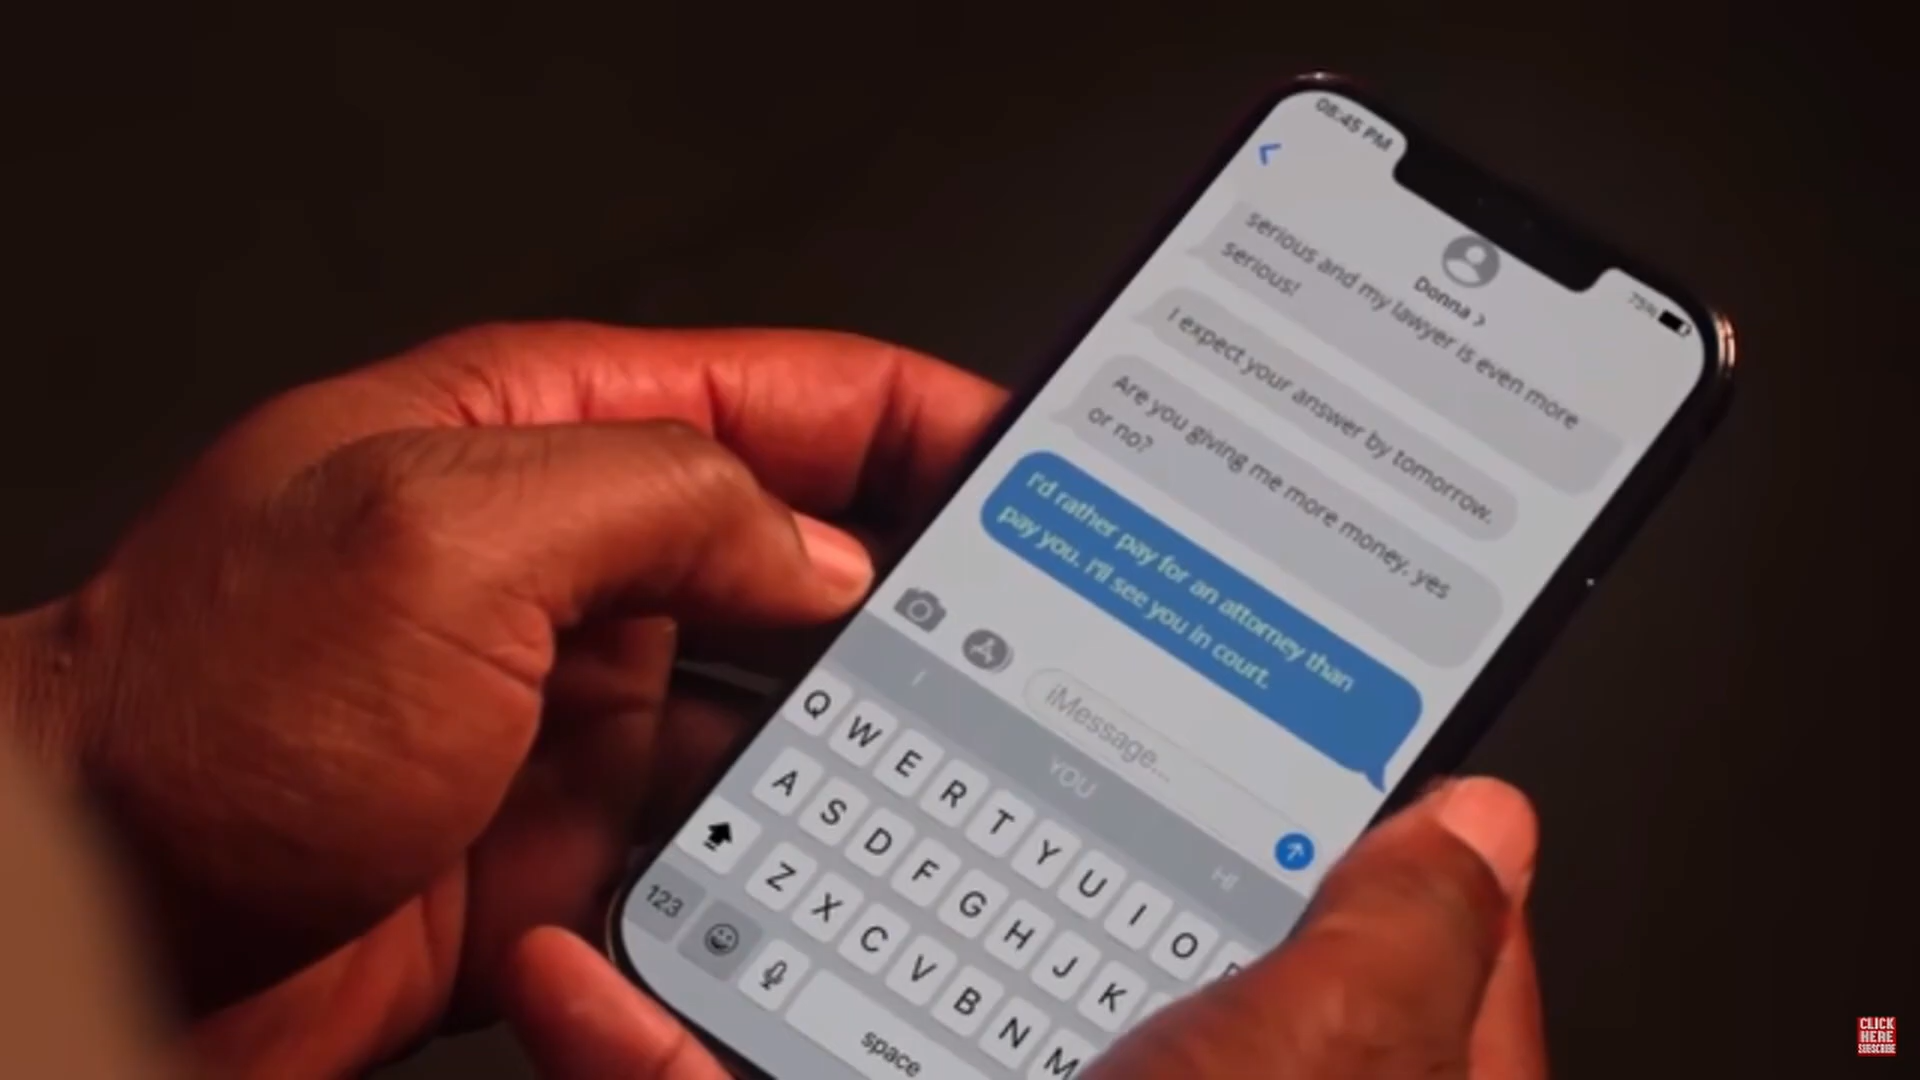 08:45 PM
75%
Donna >
serious and my lawyer is even more
serious!
I expect your answer by tomorrow.
Are you giving me more money, yes
or no?
I'd rather pay for an attorney than
pay you. I'll see you in court.
iMessage...
I YOU HI
Q W E R T Y U I O
A S D F G H J K
Z X C V B N M
123
space
CLICK
HERE
SUBSCRIBE